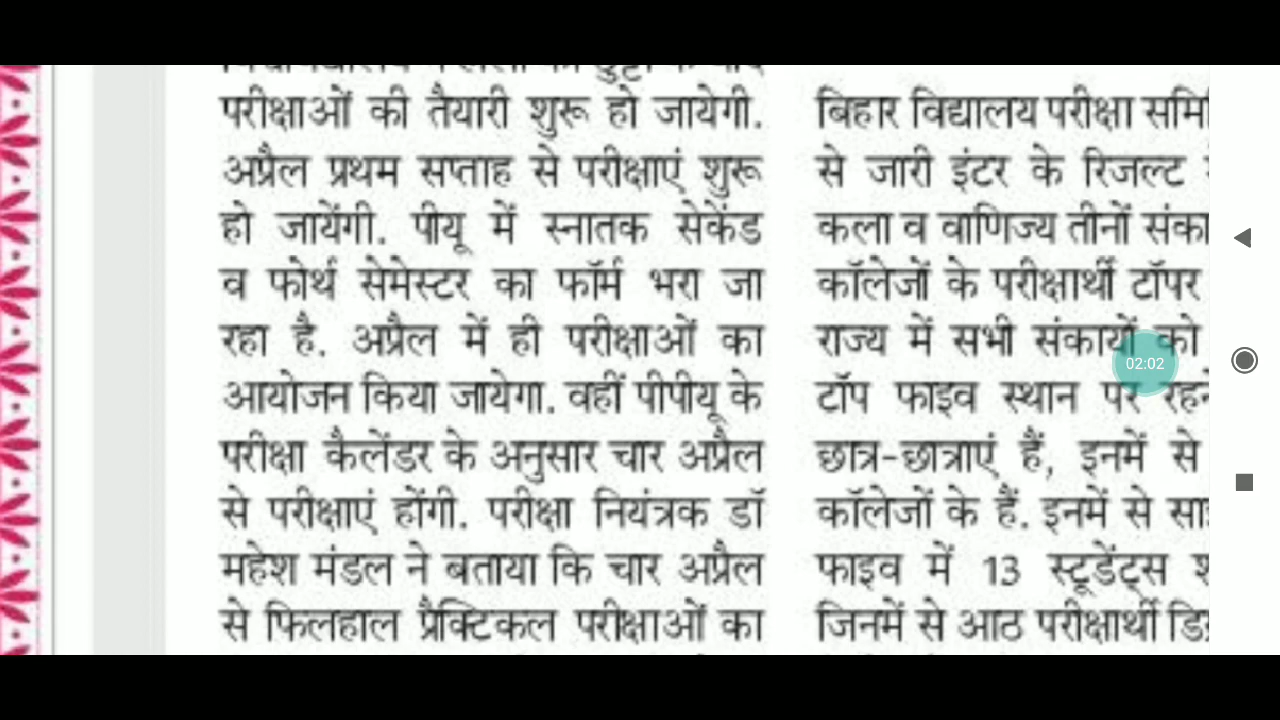 परीक्षाओं की तैयारी शुरू हो जायेगी.
अप्रैल प्रथम सप्ताह से परीक्षाएं शुरू
हो जायेंगी. पीयू में स्नातक सेकेंड
व फोर्थ सेमेस्टर का फॉर्म भरा जा
रहा है. अप्रैल में ही परीक्षाओं का
आयोजन किया जायेगा. वहीं पीपीयू के
परीक्षा कैलेंडर के अनुसार चार अप्रैल
से परीक्षाएं होंगी. परीक्षा नियंत्रक डॉ
महेश मंडल ने बताया कि चार अप्रैल
से फिलहाल प्रैक्टिकल परीक्षाओं का
बिहार विद्यालय परीक्षा
से जारी इंटर के रिजल्ट
कला व वाणिज्य तीनों
कॉलेजों के परीक्षार्थी टॉपर
राज्य में सभी संकायों को
टॉप फाइव स्थान पर
छात्र-छात्राएं हैं, इनमें से
कॉलेजों के हैं. इनमें से
फाइव में 13 स्टूडेंट्स
जिनमें से आठ परीक्षार्थी
02:02